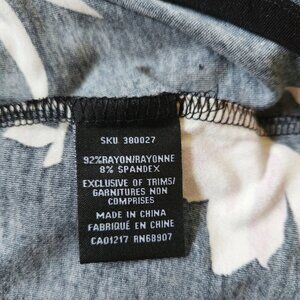 SKU 380027
92%RAYON/RAYONNE
8% SPANDEX
EXCLUSIVE OF TRIMS/
GARNITURES NON
COMPRISES
MADE IN CHINA
FABRIQUÉ EN CHINE
CA01217 RN68907